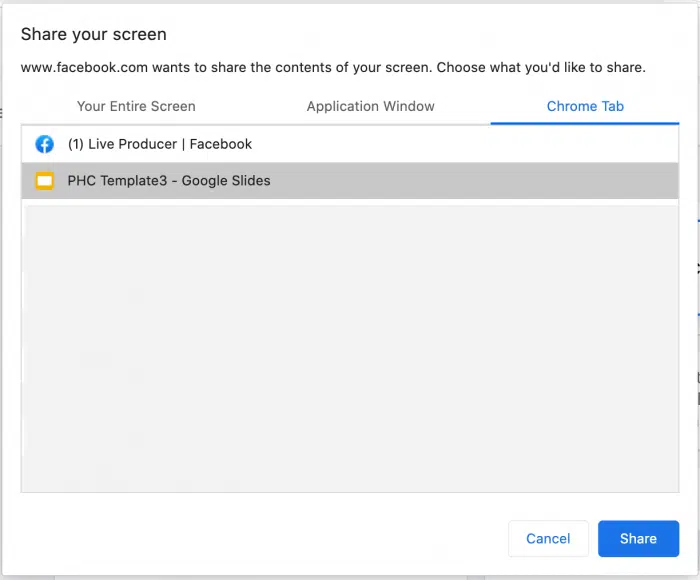 Share your screen
www.facebook.com wants to share the contents of your screen. Choose what you'd like to share.
Your Entire Screen Application Window Chrome Tab
(1) Live Producer | Facebook
PHC Template3 - Google Slides
Cancel Share